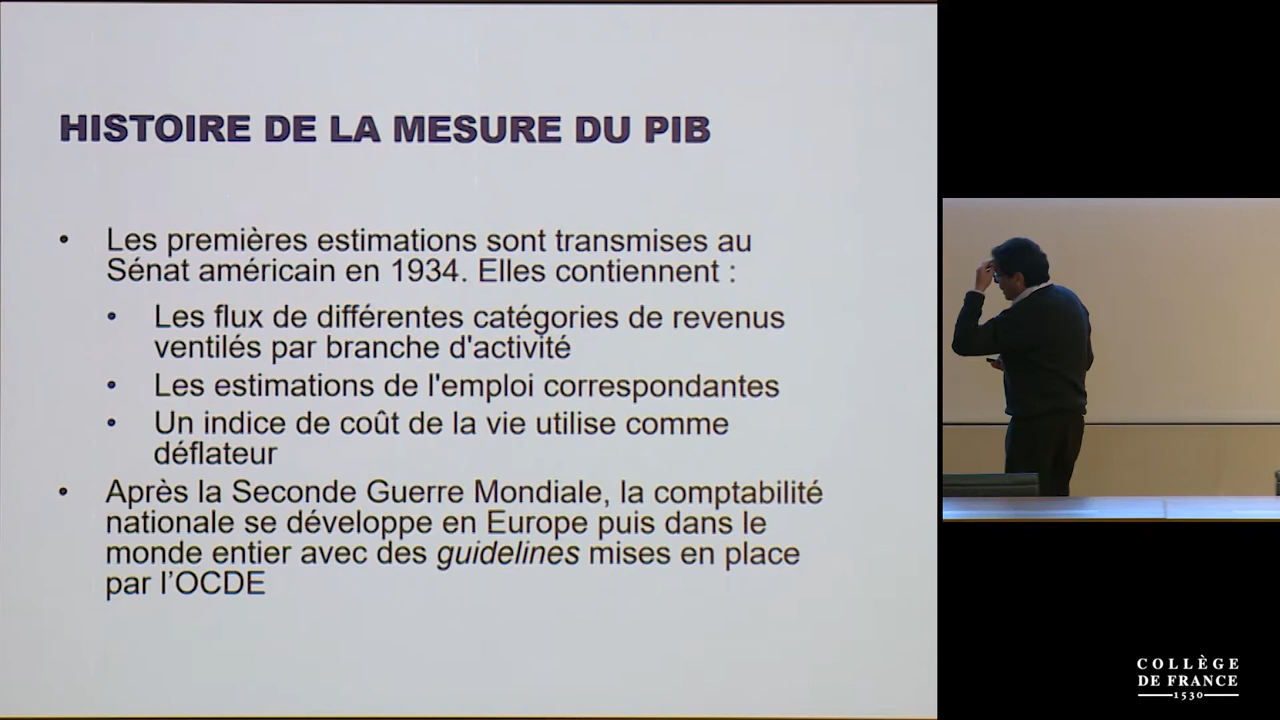 HISTOIRE DE LA MESURE DU PIB
• Les premières estimations sont transmises au
Sénat américain en 1934. Elles contiennent :
• Les flux de différentes catégories de revenus
ventilés par branche d'activité
• Les estimations de l'emploi correspondantes
• Un indice de coût de la vie utilise comme
déflateur
• Après la Seconde Guerre Mondiale, la comptabilité
nationale se développe en Europe puis dans le
monde entier avec des guidelines mises en place
par l’OCDE
COLLÈGE
DE FRANCE
1530